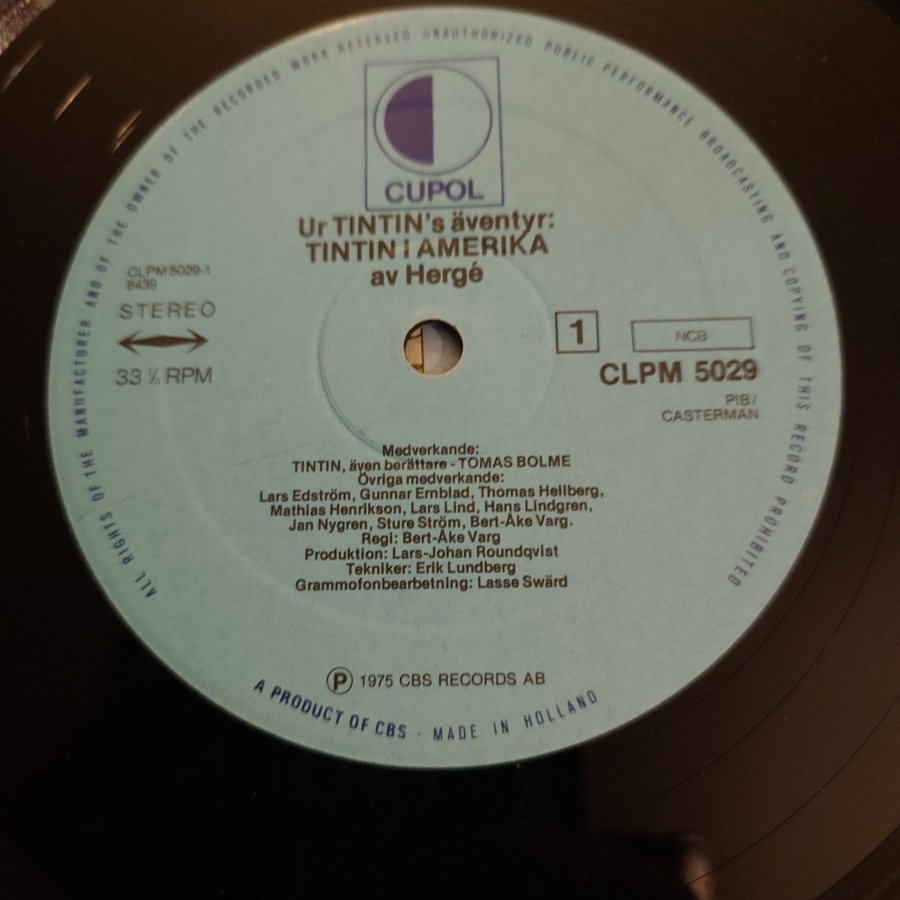 ALL RIGHTS OF THE MANUFACTURER AND OF THE OWNER OF THE RECORDED WORK RESERVED UNAUTHORIZED PUBLIC PERFORMANCE BROADCASTING AND COPYING OF THIS RECORD PROHIBITED
CUPOL
Ur TINTIN's äventyr:
TINTIN I AMERIKA
av Hergé
CLPM 5029-1
8439
STEREO
33 ⅓ RPM
1
NCB
CLPM 5029
PIB/
CASTERMAN
Medverkande:
TINTIN, även berättare - TOMAS BOLME
Övriga medverkande:
Lars Edström, Gunnar Ernblad, Thomas Hellberg,
Mathias Henrikson, Lars Lind, Hans Lindgren,
Jan Nygren, Sture Ström, Bert-Åke Varg.
Regi: Bert-Åke Varg
Produktion: Lars-Johan Roundqvist
Tekniker: Erik Lundberg
Grammofonbearbetning: Lasse Swärd
Ⓟ 1975 CBS RECORDS AB
A PRODUCT OF CBS · MADE IN HOLLAND